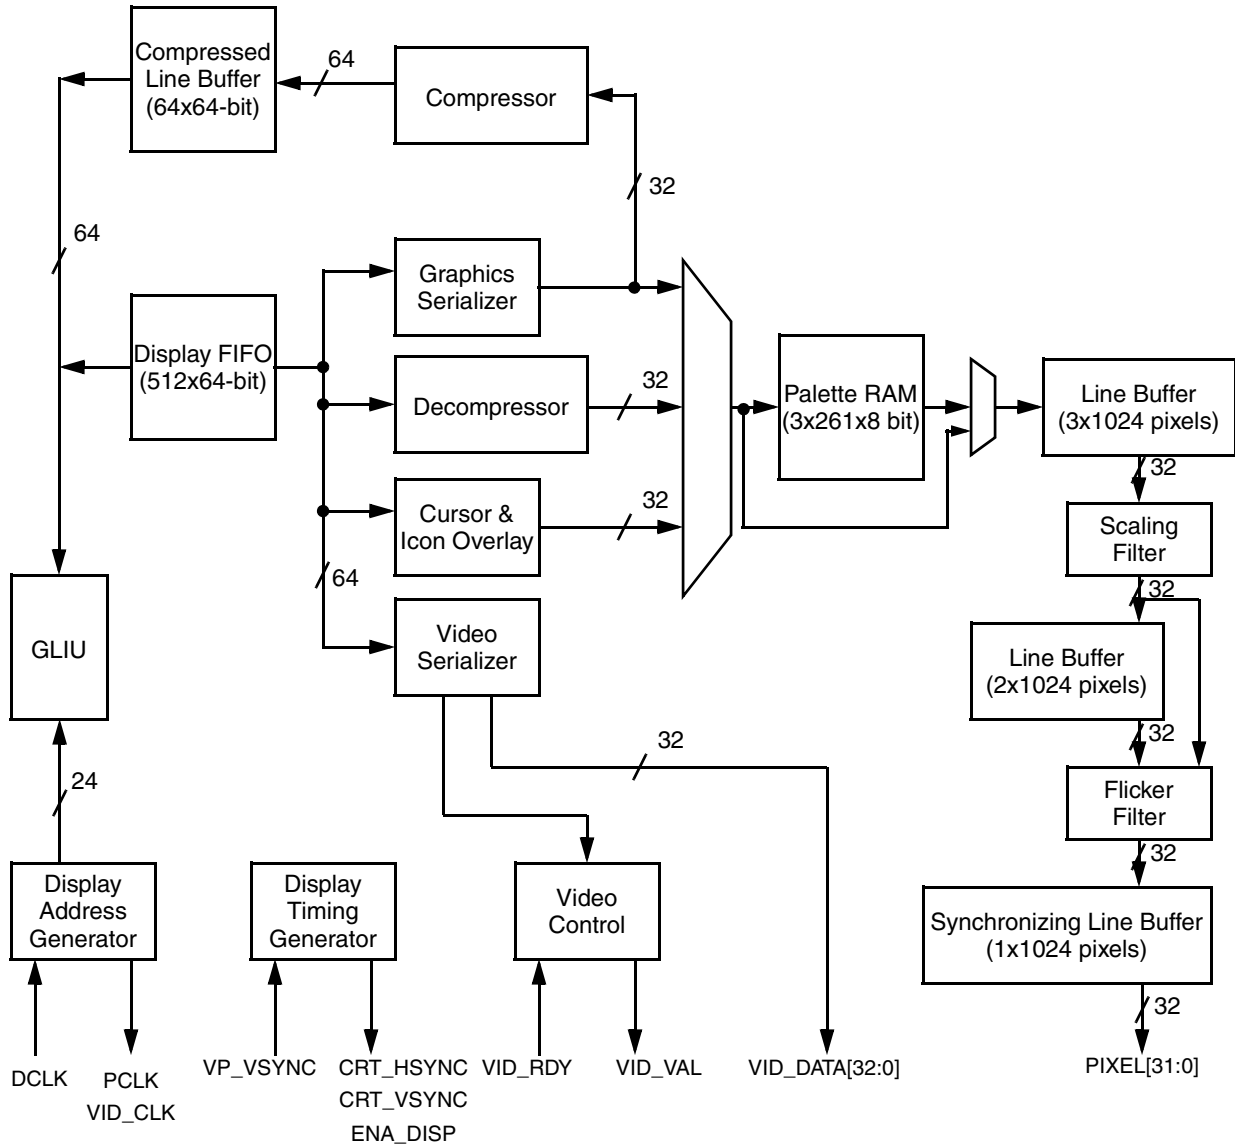 Compressed
Line Buffer
(64x64-bit)
64
Compressor
32
64
Graphics
Serializer
Display FIFO
(512x64-bit)
Decompressor
32
Palette RAM
(3x261x8 bit)
Line Buffer
(3x1024 pixels)
32
Cursor &
Icon Overlay
32
Scaling
Filter
32
64
GLIU
Video
Serializer
Line Buffer
(2x1024 pixels)
32
32
24
Flicker
Filter
32
Display
Address
Generator
Display
Timing
Generator
Video
Control
Synchronizing Line Buffer
(1x1024 pixels)
32
DCLK
PCLK
VID_CLK
VP_VSYNC
CRT_HSYNC
CRT_VSYNC
ENA_DISP
VID_RDY
VID_VAL
VID_DATA[32:0]
PIXEL[31:0]